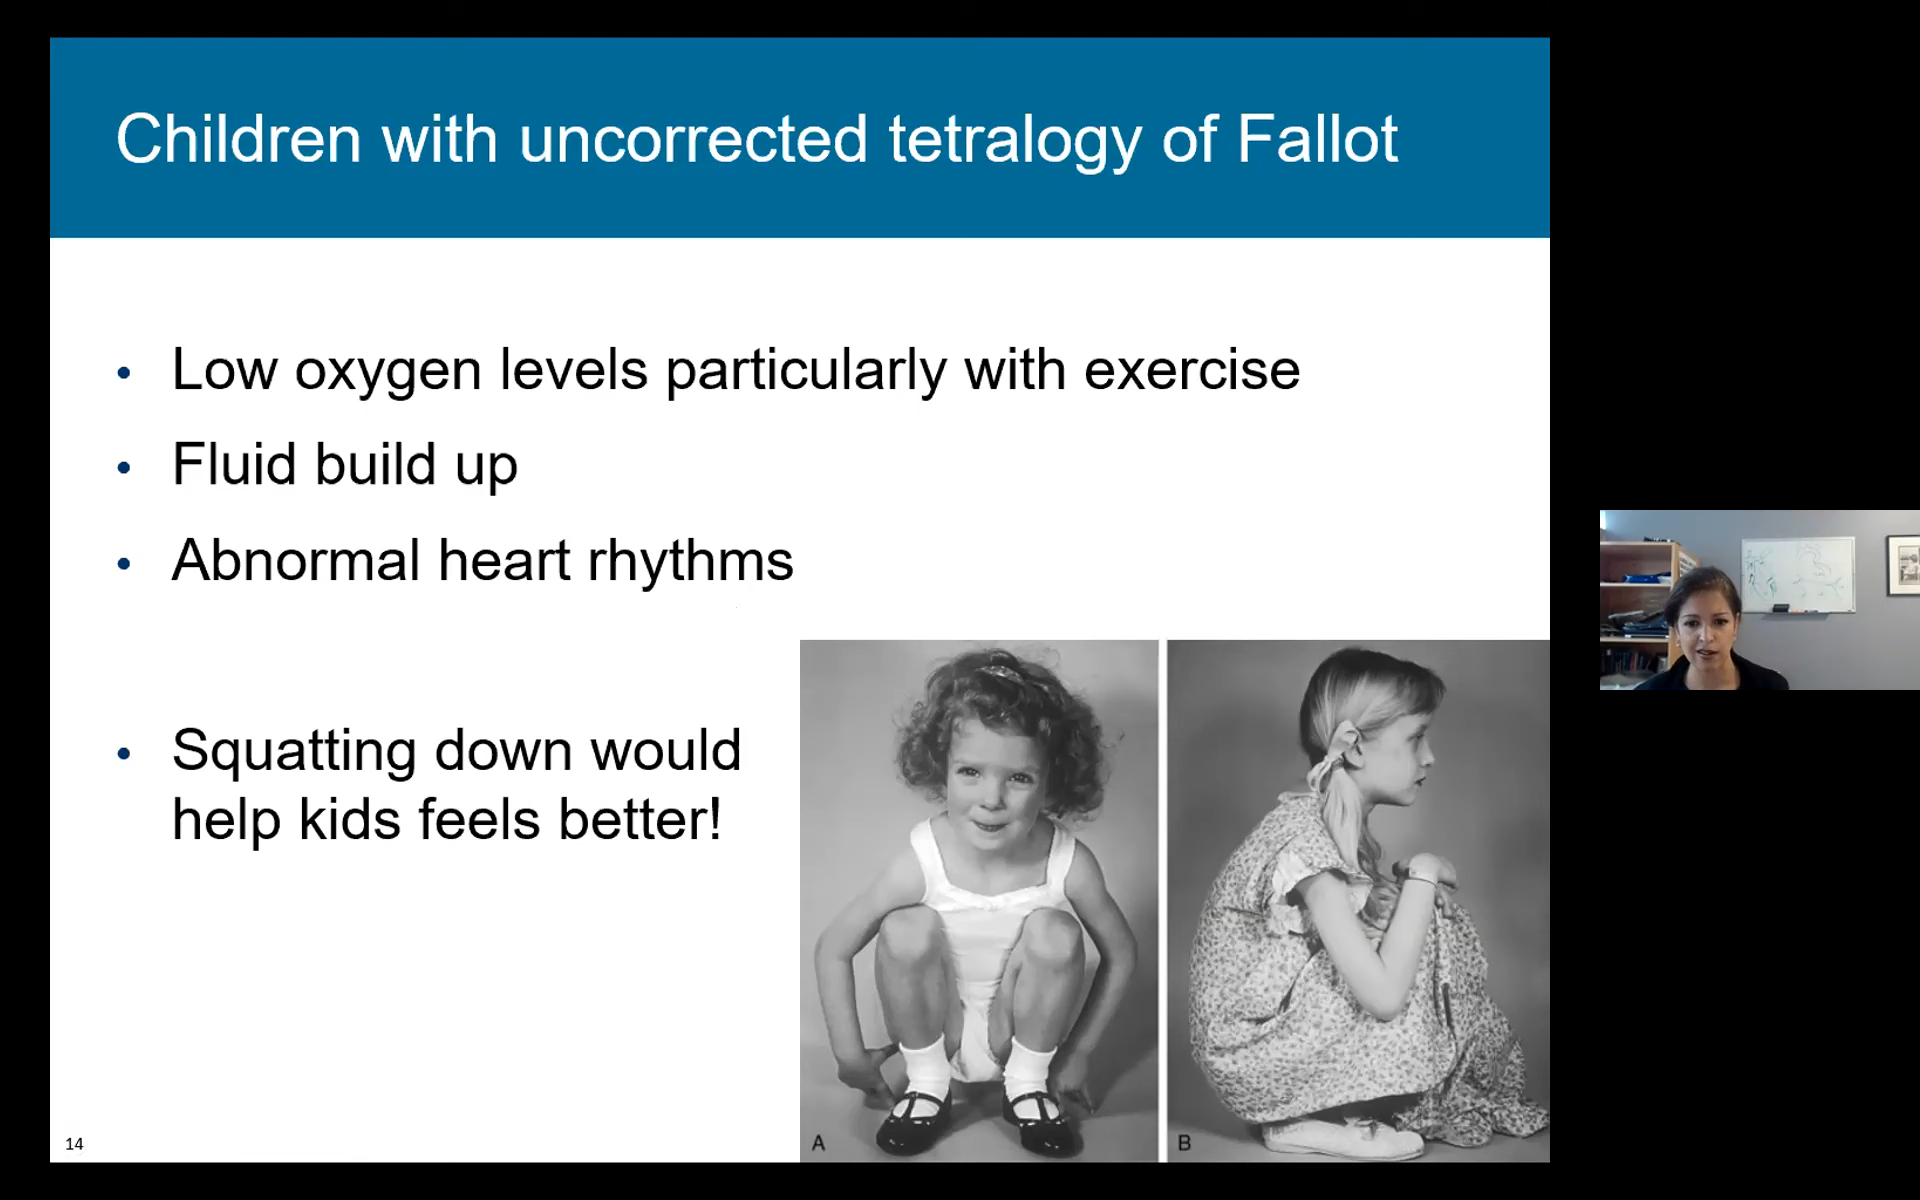 Children with uncorrected tetralogy of Fallot
• Low oxygen levels particularly with exercise
• Fluid build up
• Abnormal heart rhythms
• Squatting down would
help kids feels better!
A
B
14